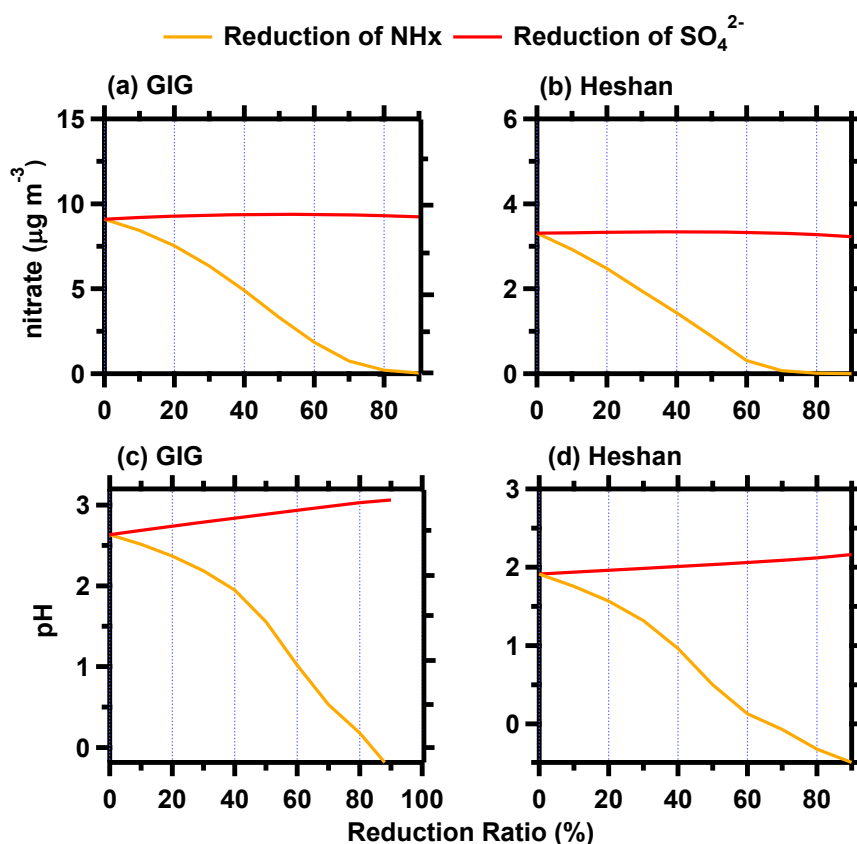 Reduction of NHx Reduction of SO₄²⁻
(a) GIG (b) Heshan
15 6
10 4
5 2
0 0
nitrate (μg m⁻³)
0 20 40 60 80 0 20 40 60 80
(c) GIG (d) Heshan
3 3
2 2
1 1
0 0
pH
0 20 40 60 80 100 0 20 40 60 80
Reduction Ratio (%)